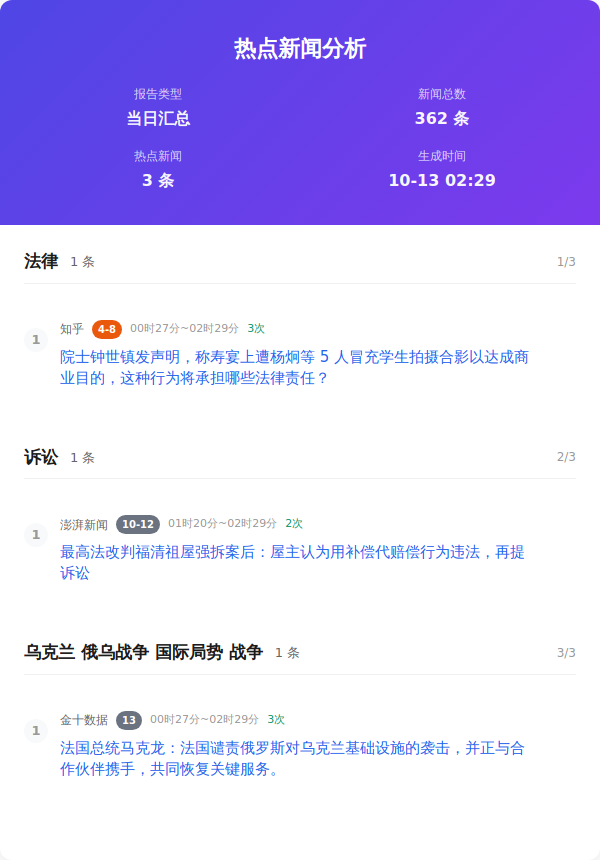 热点新闻分析
报告类型
新闻总数
当日汇总
362 条
热点新闻
生成时间
3 条
10-13 02:29
法律 1 条 1/3
1
知乎 4-8 00时27分~02时29分 3次
院士钟世镇发声明，称寿宴上遭杨炯等 5 人冒充学生拍摄合影以达成商
业目的，这种行为将承担哪些法律责任？
诉讼 1 条 2/3
1
澎湃新闻 10-12 01时20分~02时29分 2次
最高法改判福清祖屋强拆案后：屋主认为用补偿代赔偿行为违法，再提
诉讼
乌克兰 俄乌战争 国际局势 战争 1 条 3/3
1
金十数据 13 00时27分~02时29分 3次
法国总统马克龙：法国谴责俄罗斯对乌克兰基础设施的袭击，并正与合
作伙伴携手，共同恢复关键服务。